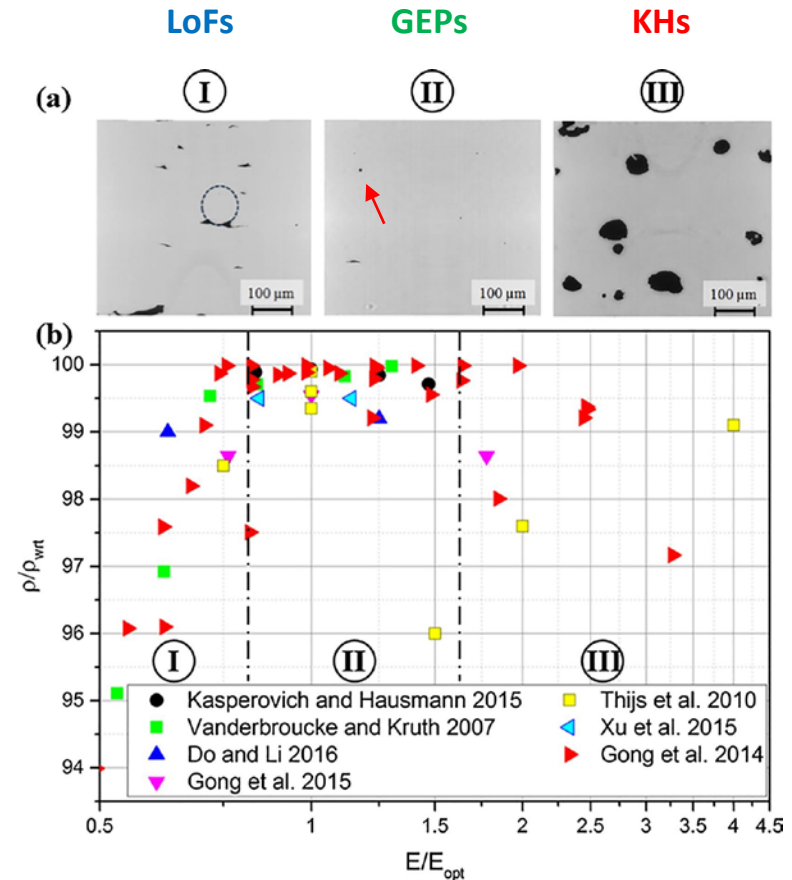 LoFs GEPs KHs
(a) I II III
100 µm 100 µm 100 µm
(b)
100
99
98
97
96
95
94
ρ/ρwrt
I II III
Kasperovich and Hausmann 2015
Vanderbroucke and Kruth 2007
Do and Li 2016
Gong et al. 2015
Thijs et al. 2010
Xu et al. 2015
Gong et al. 2014
0.5 1 1.5 2 2.5 3 3.5 4 4.5
E/Eopt